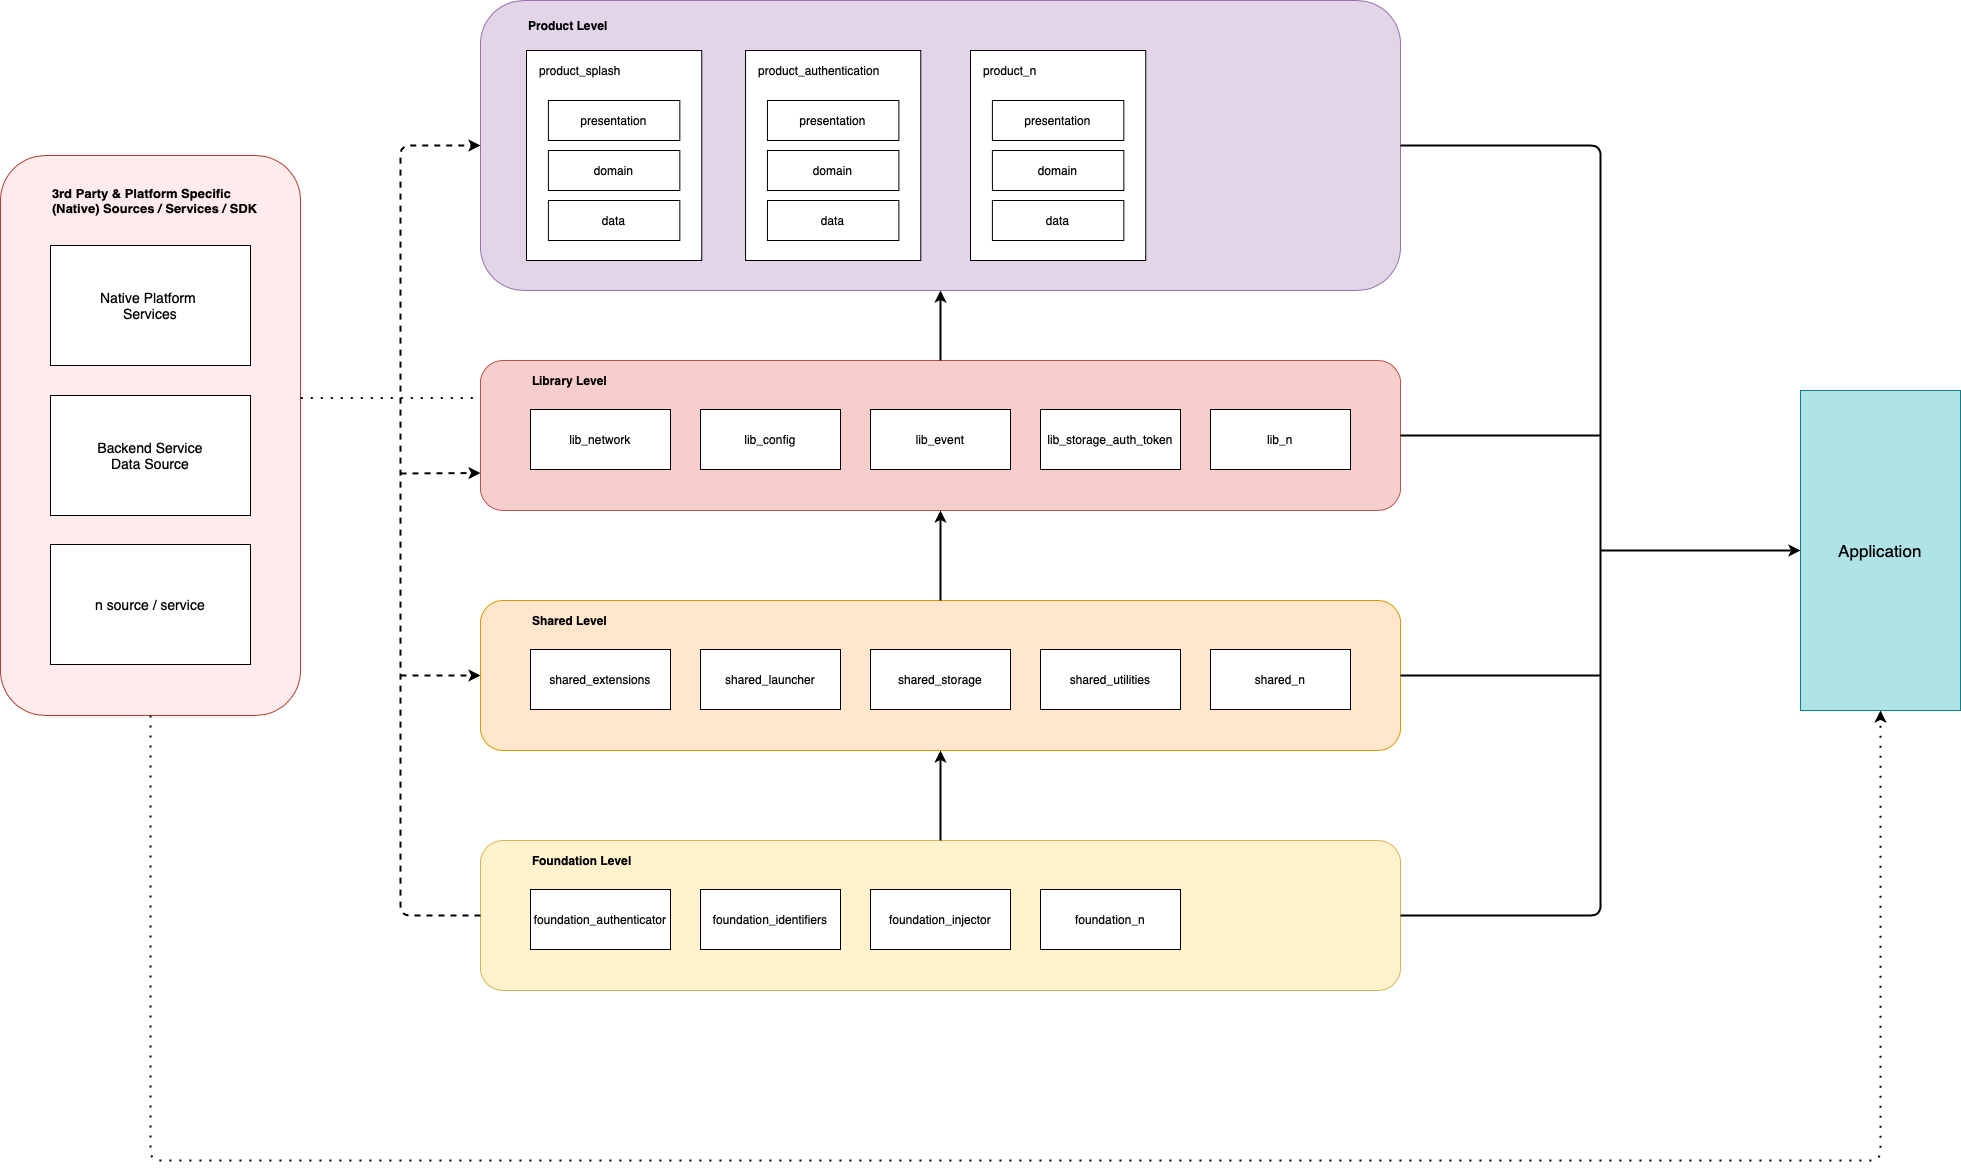 Product Level
product_splash
presentation
domain
data
product_authentication
presentation
domain
data
product_n
presentation
domain
data
3rd Party & Platform Specific
(Native) Sources / Services / SDK
Native Platform
Services
Backend Service
Data Source
n source / service
Library Level
lib_network
lib_config
lib_event
lib_storage_auth_token
lib_n
Shared Level
shared_extensions
shared_launcher
shared_storage
shared_utilities
shared_n
Foundation Level
foundation_authenticator
foundation_identifiers
foundation_injector
foundation_n
Application